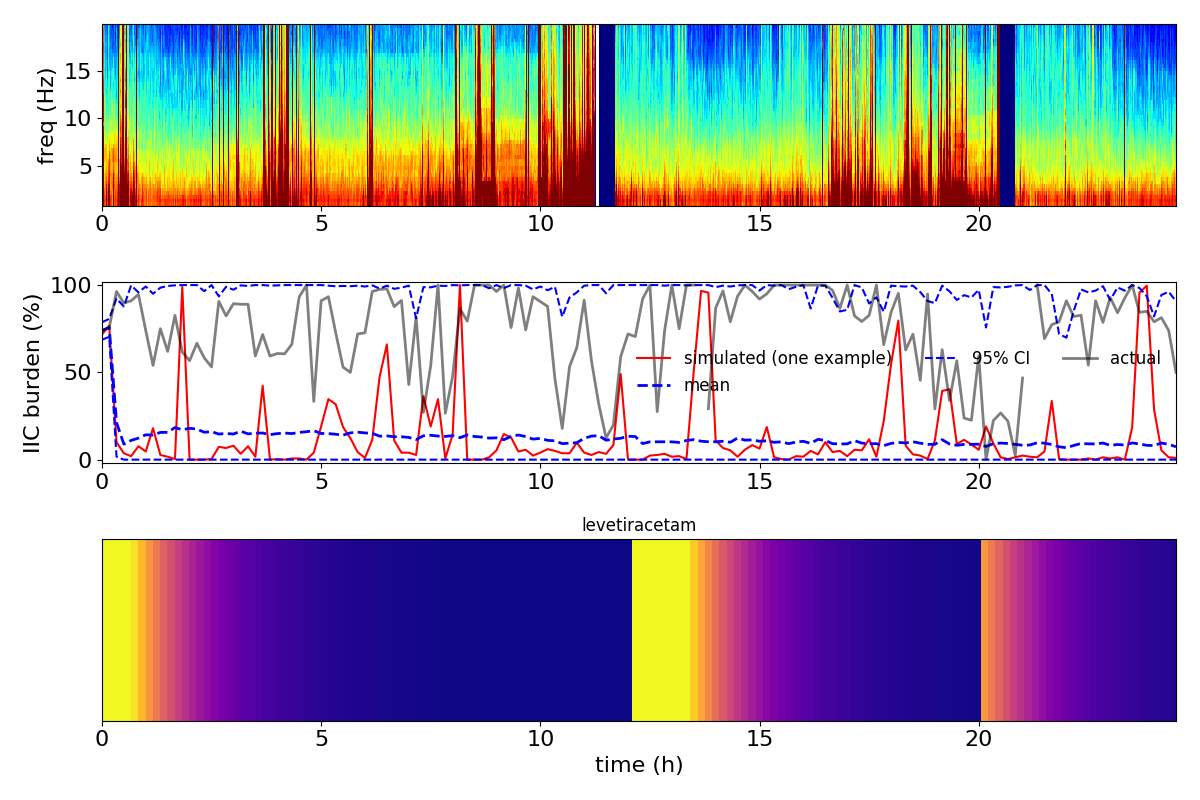 15
10
5
freq (Hz)
0 5 10 15 20
100
50
0
IIC burden (%)
simulated (one example) 95% CI actual
mean
0 5 10 15 20
levetiracetam
0 5 10 15 20
time (h)